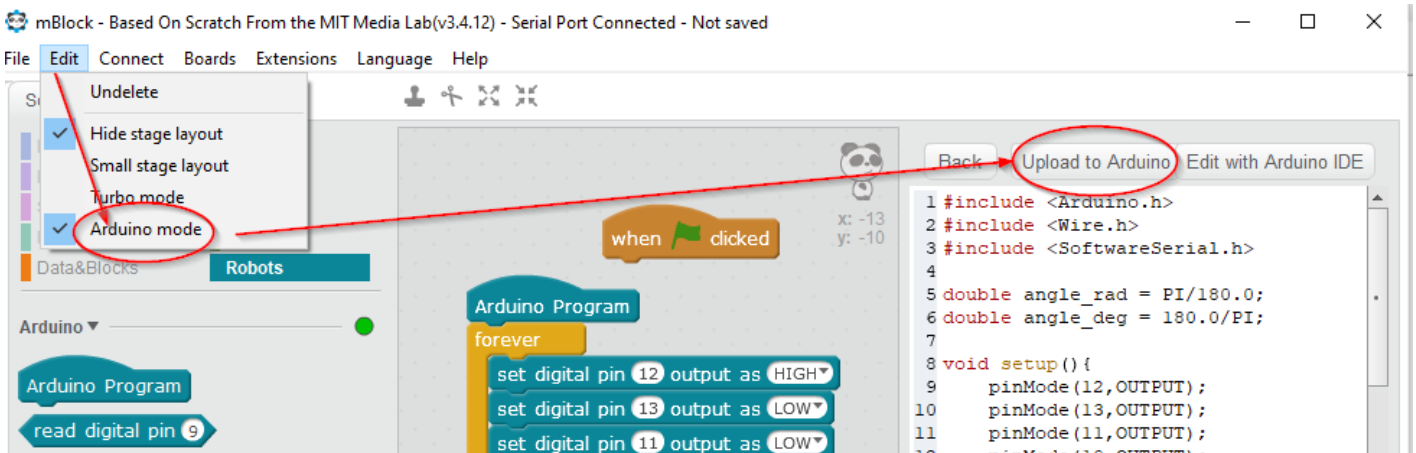 mBlock - Based On Scratch From the MIT Media Lab(v3.4.12) - Serial Port Connected - Not saved
File Edit Connect Boards Extensions Language Help
Undelete
Hide stage layout
Small stage layout
Turbo mode
Arduino mode
Data&Blocks
Robots
Arduino
Arduino Program
read digital pin 9
x: -13
y: -10
when clicked
Arduino Program
forever
set digital pin 12 output as HIGH
set digital pin 13 output as LOW
set digital pin 11 output as LOW
Back Upload to Arduino Edit with Arduino IDE
1 #include <Arduino.h>
2 #include <Wire.h>
3 #include <SoftwareSerial.h>
4
5 double angle_rad = PI/180.0;
6 double angle_deg = 180.0/PI;
7
8 void setup(){
9 pinMode(12,OUTPUT);
10 pinMode(13,OUTPUT);
11 pinMode(11,OUTPUT);